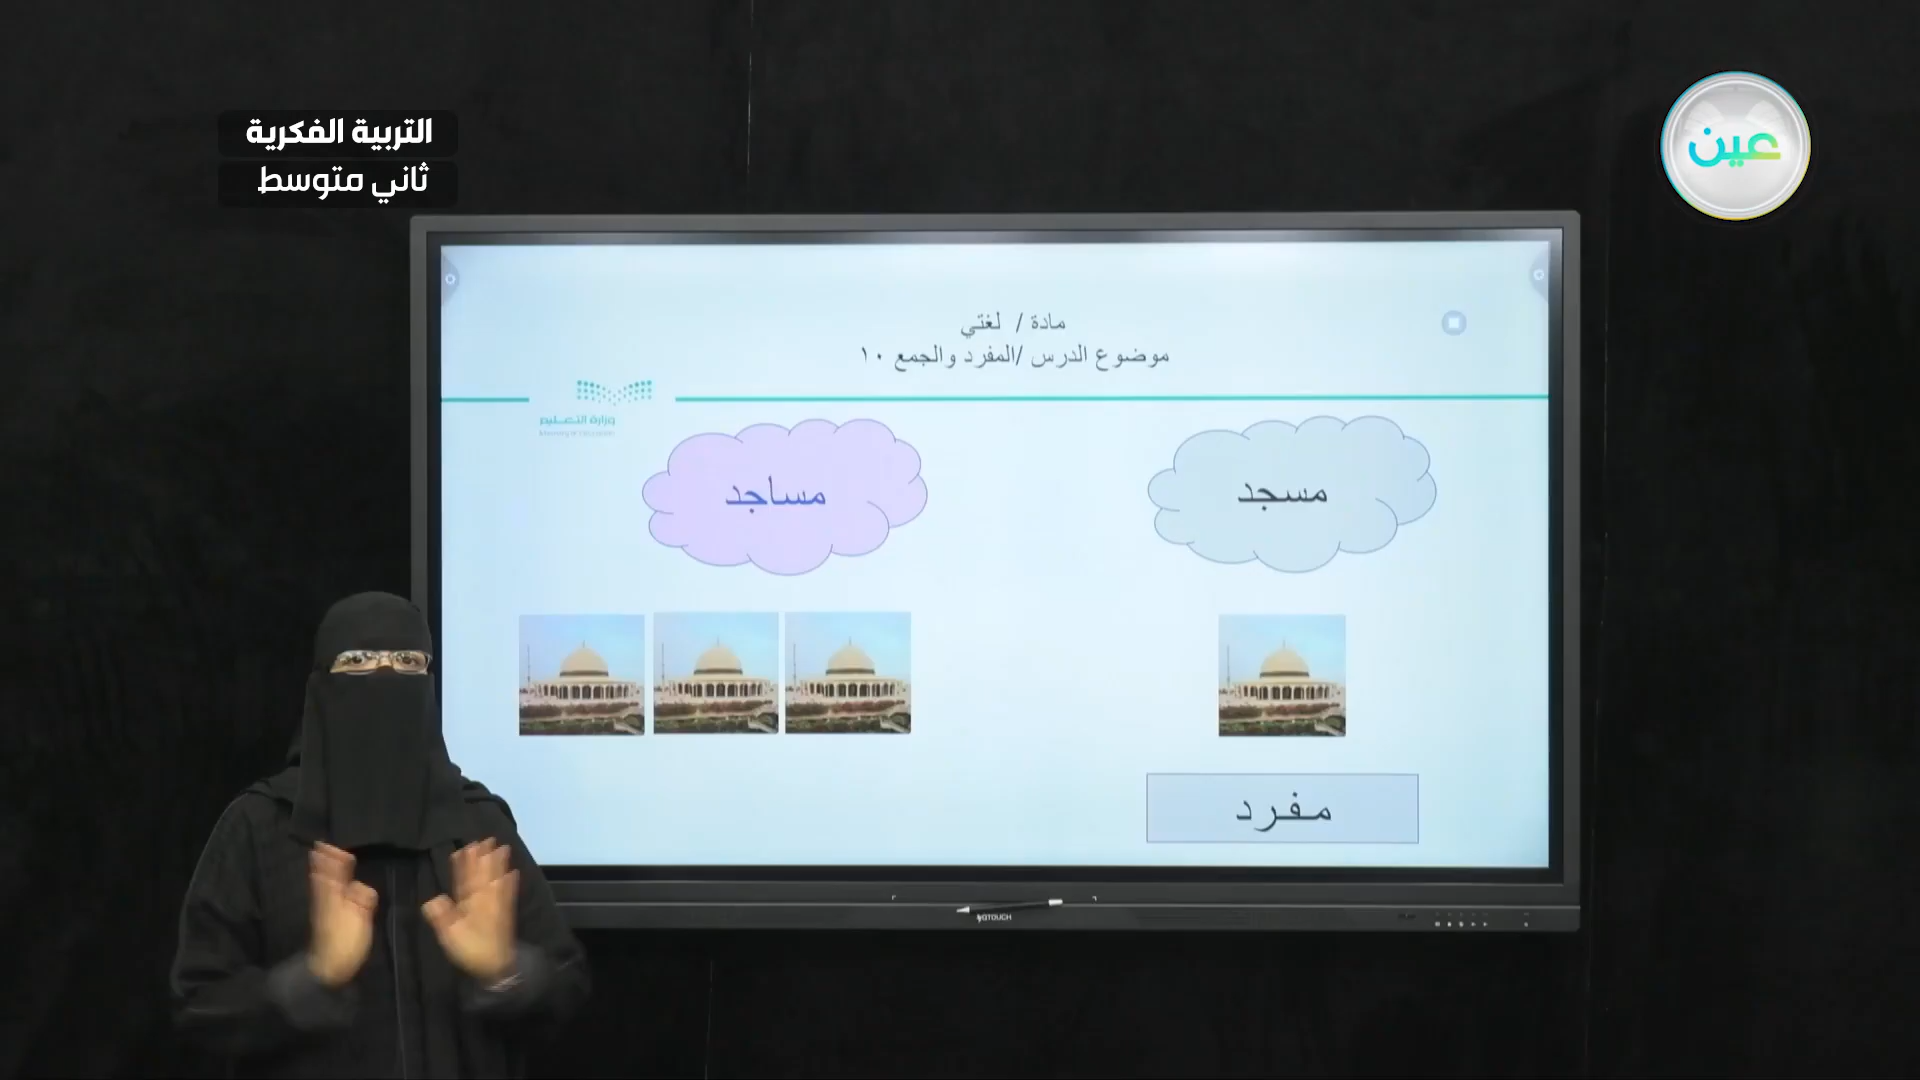 التربية الفكرية
ثاني متوسط
عين
مادة / لغتي
موضوع الدرس /المفرد والجمع ١٠
وزارة التعليم
مسجد
مساجد
مفرد